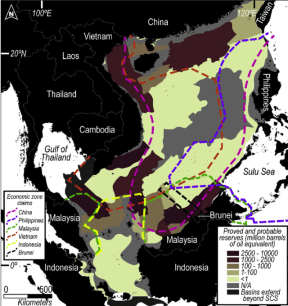 100°E
120°E
China
Taiwan
Vietnam
20°N
Laos
Thailand
Philippines
Cambodia
Gulf of
Thailand
Sulu Sea
Economic zone
claims
China
Philippines
Malaysia
Vietnam
Indonesia
Brunei
Malaysia
Brunei
Malaysia
Indonesia
Indonesia
0°
0
500
Kilometers
Proved and probable
reserves (million barrels
of oil equivalent)
2500 - 10000
1000 - 2500
100 - 1000
1-100
<1
N/A
Basins extend
beyond SCS